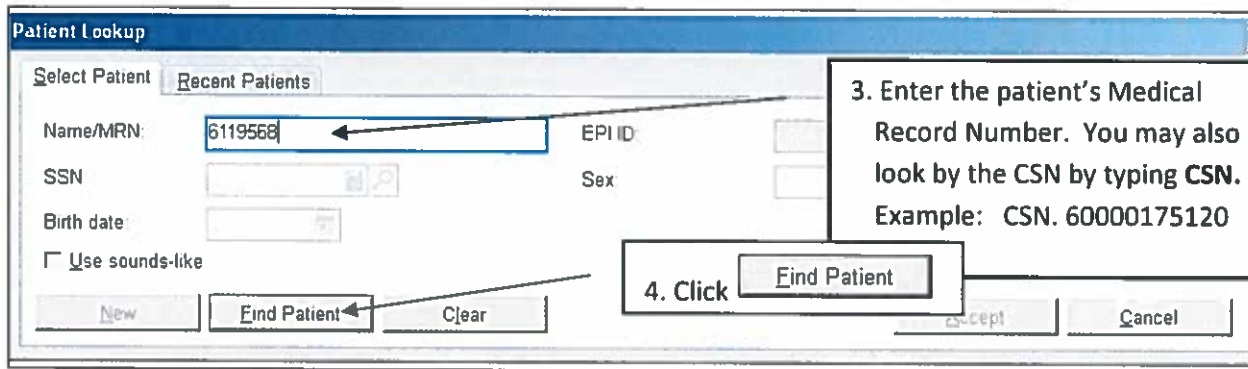 Patient Lookup
Select Patient Recent Patients
Name/MRN: 6119568 EPI ID:
SSN Sex:
Birth date:
Use sounds-like
New Find Patient Clear Accept Cancel
3. Enter the patient's Medical
Record Number. You may also
look by the CSN by typing CSN.
Example: CSN. 60000175120
4. Click Find Patient